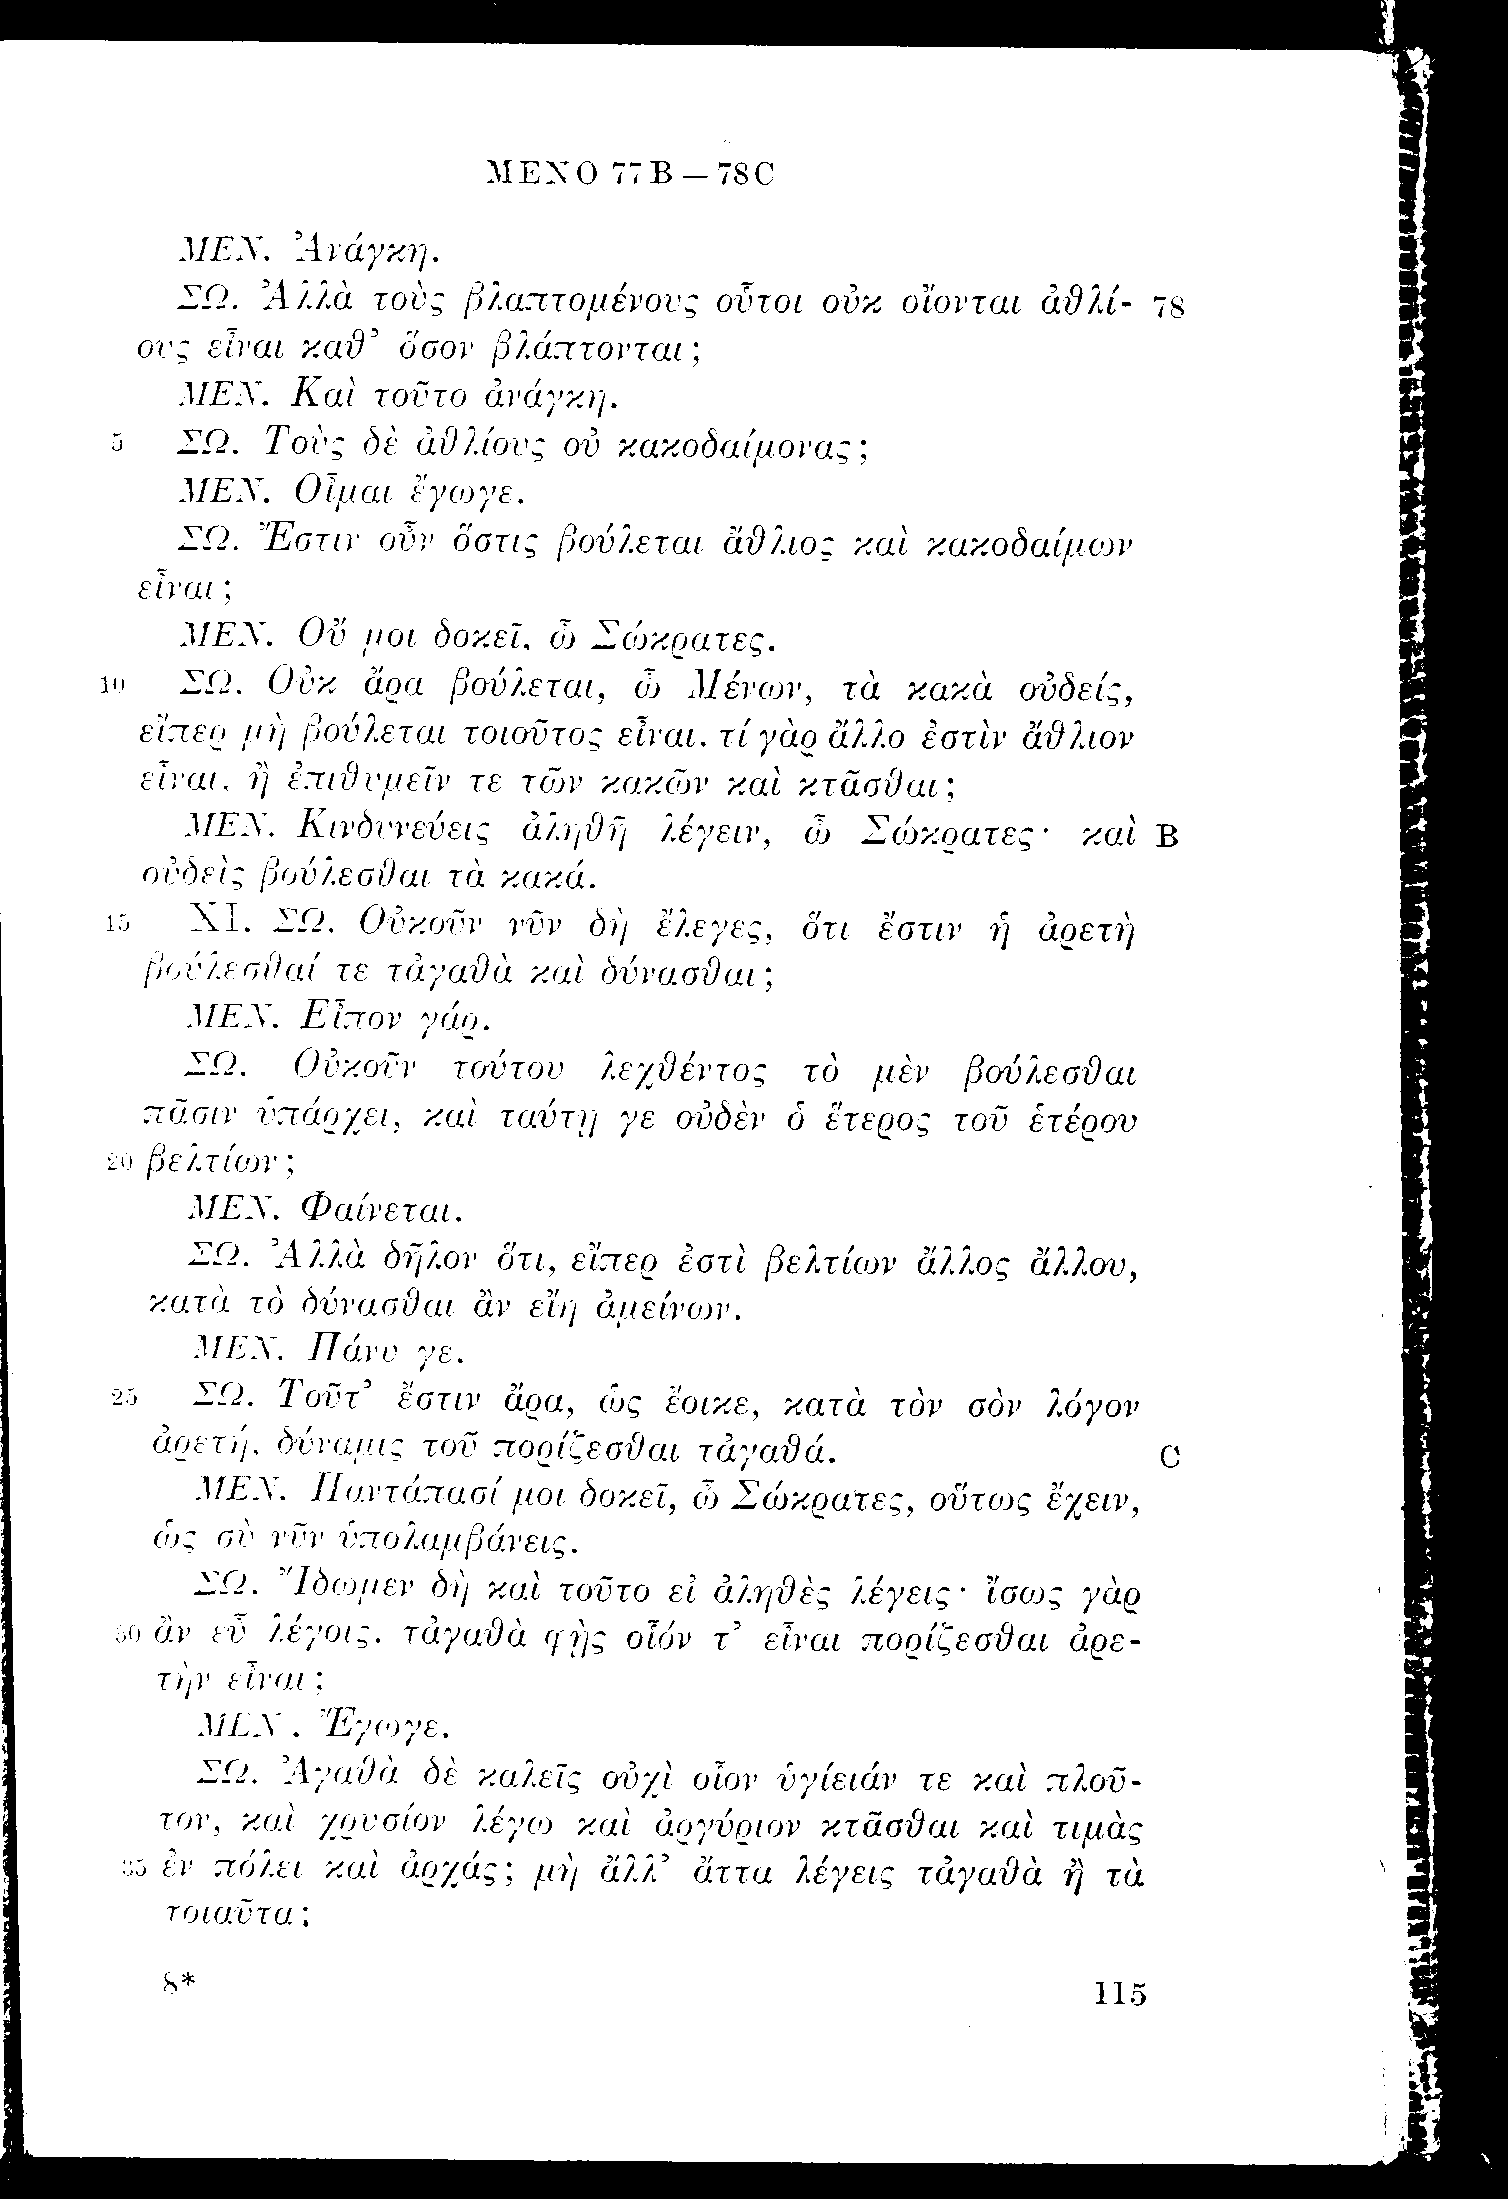 MENO 77 B — 78 C
ΜΕΝ. Ἀνάγκη.
ΣΩ. Ἀλλὰ τοὺς βλαπτομένους οὗτοι οὐκ οἴονται ἀθλί- 78
ους εἶναι καθ’ ὅσον βλάπτονται;
ΜΕΝ. Καὶ τοῦτο ἀνάγκη.
5 ΣΩ. Τοὺς δὲ ἀθλίους οὐ κακοδαίμονας;
ΜΕΝ. Οἶμαι ἔγωγε.
ΣΩ. Ἔστιν οὖν ὅστις βούλεται ἄθλιος καὶ κακοδαίμων
εἶναι;
ΜΕΝ. Οὔ μοι δοκεῖ, ὦ Σώκρατες.
10 ΣΩ. Οὐκ ἄρα βούλεται, ὦ Μένων, τὰ κακὰ οὐδείς,
εἴπερ μὴ βούλεται τοιοῦτος εἶναι. τί γὰρ ἄλλο ἐστὶν ἄθλιον
εἶναι, ἢ ἐπιθυμεῖν τε τῶν κακῶν καὶ κτᾶσθαι;
ΜΕΝ. Κινδυνεύεις ἀληθῆ λέγειν, ὦ Σώκρατες· καὶ B
οὐδεὶς βούλεσθαι τὰ κακά.
15 XI. ΣΩ. Οὐκοῦν νῦν δὴ ἔλεγες, ὅτι ἔστιν ἡ ἀρετὴ
βούλεσθαί τε τἀγαθὰ καὶ δύνασθαι;
ΜΕΝ. Εἶπον γάρ.
ΣΩ. Οὐκοῦν τούτου λεχθέντος τὸ μὲν βούλεσθαι
πᾶσιν ὑπάρχει, καὶ ταύτῃ γε οὐδὲν ὁ ἕτερος τοῦ ἑτέρου
20 βελτίων;
ΜΕΝ. Φαίνεται.
ΣΩ. Ἀλλὰ δῆλον ὅτι, εἴπερ ἐστὶ βελτίων ἄλλος ἄλλου,
κατὰ τὸ δύνασθαι ἂν εἴη ἀμείνων.
ΜΕΝ. Πάνυ γε.
25 ΣΩ. Τοῦτ’ ἔστιν ἄρα, ὡς ἔοικε, κατὰ τὸν σὸν λόγον
ἀρετή, δύναμις τοῦ πορίζεσθαι τἀγαθά. C
ΜΕΝ. Παντάπασί μοι δοκεῖ, ὦ Σώκρατες, οὕτως ἔχειν,
ὡς σὺ νῦν ὑπολαμβάνεις.
ΣΩ. Ἴδωμεν δὴ καὶ τοῦτο εἰ ἀληθὲς λέγεις· ἴσως γὰρ
30 ἂν εὖ λέγοις. τἀγαθὰ φῂς οἷόν τ’ εἶναι πορίζεσθαι ἀρε-
τὴν εἶναι;
ΜΕΝ. Ἔγωγε.
ΣΩ. Ἀγαθὰ δὲ καλεῖς οὐχὶ οἷον ὑγίειάν τε καὶ πλοῦ-
τον, καὶ χρυσίον λέγω καὶ ἀργύριον κτᾶσθαι καὶ τιμὰς
35 ἐν πόλει καὶ ἀρχάς; μὴ ἄλλ’ ἄττα λέγεις τἀγαθὰ ἢ τὰ
τοιαῦτα;
8* 115